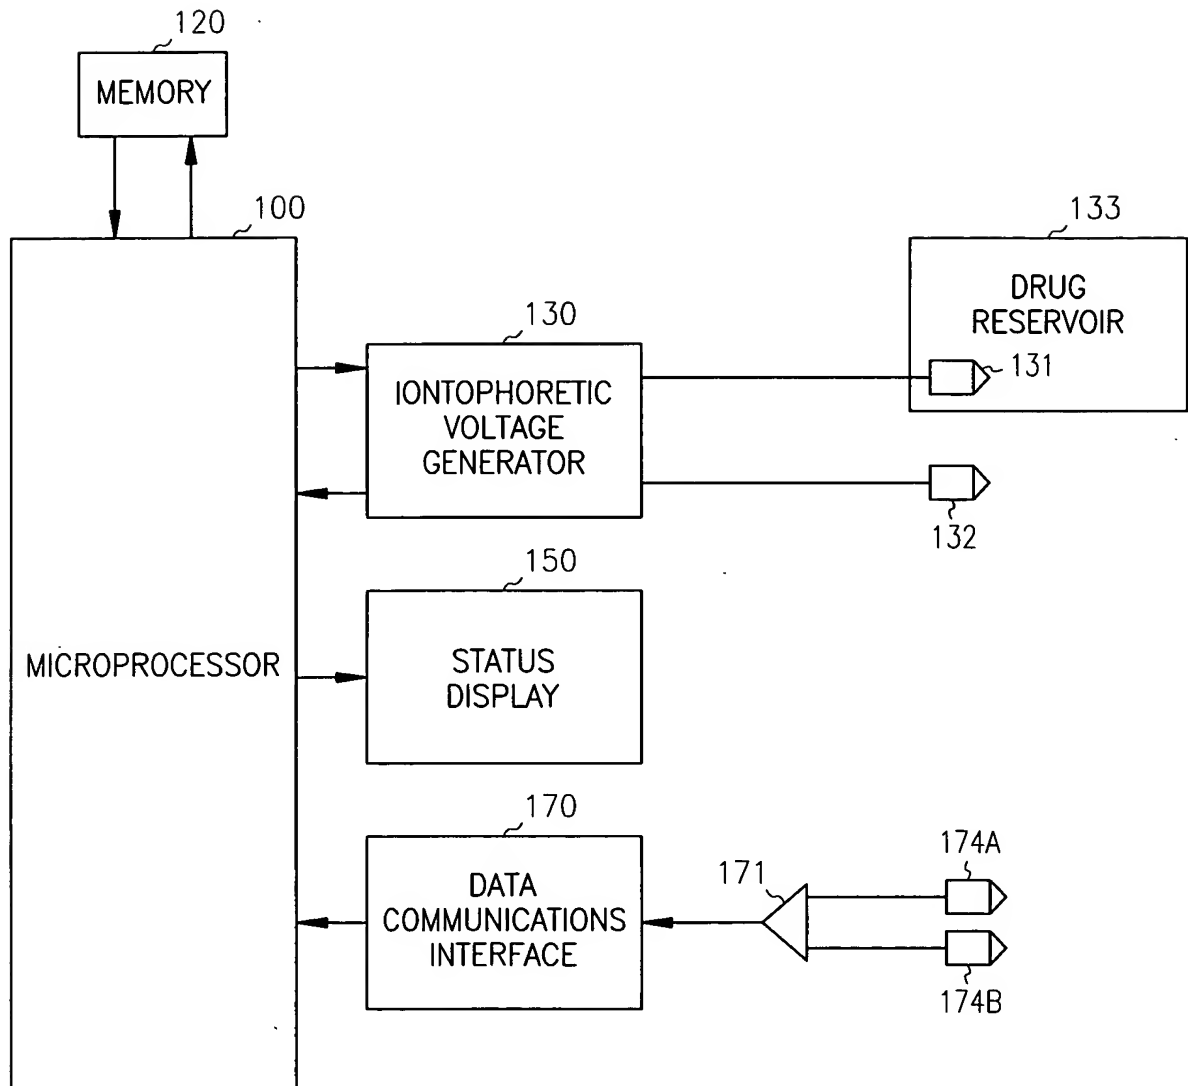 120
MEMORY
100
133
DRUG
RESERVOIR
130
131
IONTOPHORETIC
VOLTAGE
GENERATOR
132
150
MICROPROCESSOR
STATUS
DISPLAY
170
174A
171
DATA
COMMUNICATIONS
INTERFACE
174B